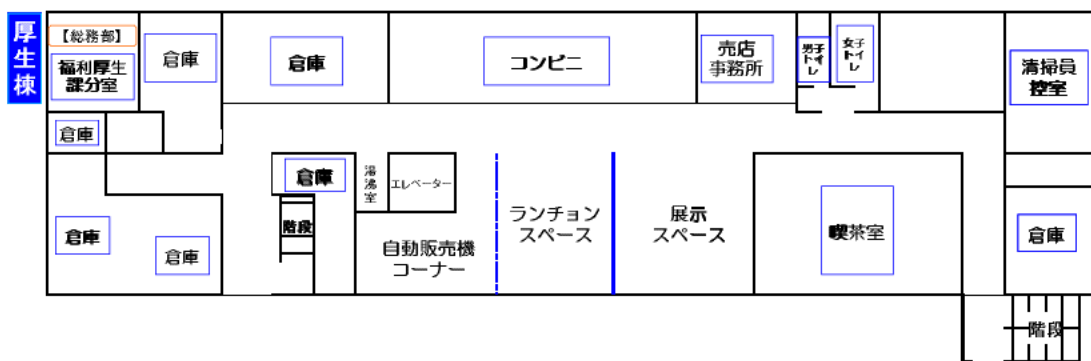 厚生棟
【総務部】
福利厚生
課分室
倉庫
倉庫
コンビニ
売店
事務所
男子
トイレ
女子
トイレ
清掃員
控室
倉庫
倉庫
湯沸室
エレベーター
階段
自動販売機
コーナー
ランチョン
スペース
展示
スペース
喫茶室
倉庫
倉庫
倉庫
階段